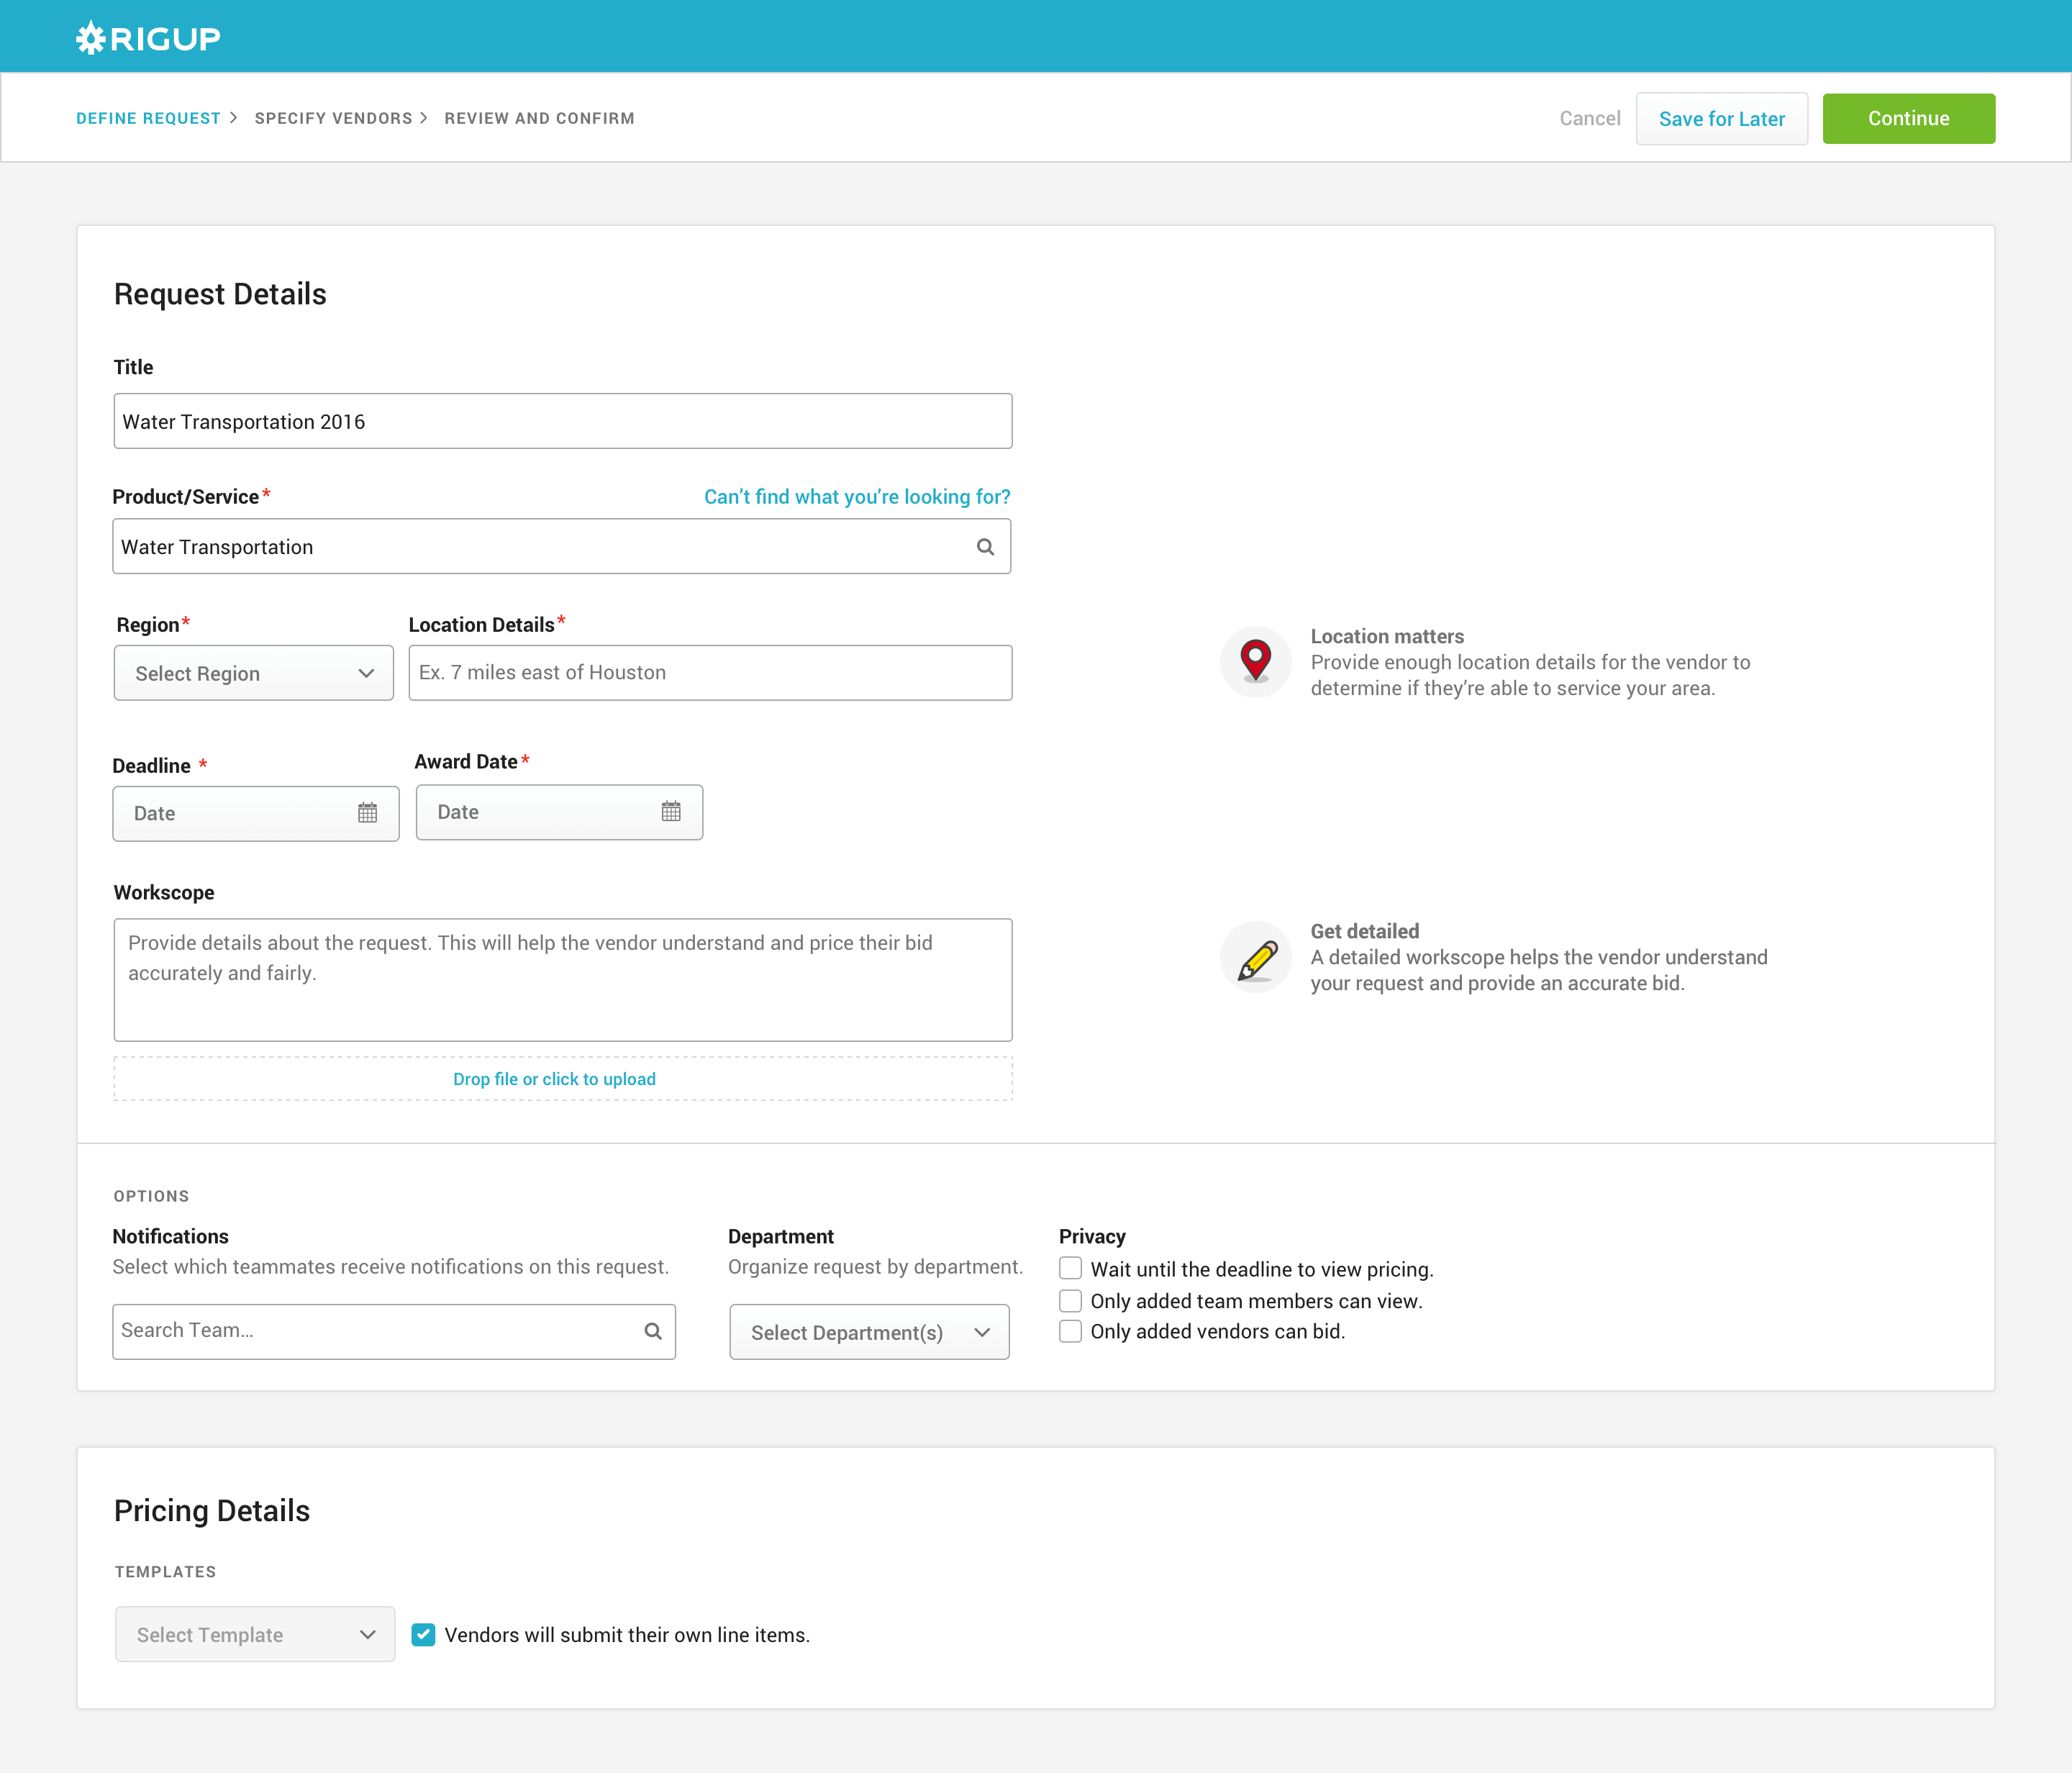 RIGUP
DEFINE REQUEST > SPECIFY VENDORS > REVIEW AND CONFIRM
Cancel
Save for Later
Continue
Request Details
Title
Water Transportation 2016
Product/Service*
Can’t find what you’re looking for?
Water Transportation
Region*
Location Details*
Select Region
Ex. 7 miles east of Houston
Location matters
Provide enough location details for the vendor to
determine if they’re able to service your area.
Deadline *
Award Date*
Date
Date
Workscope
Provide details about the request. This will help the vendor understand and price their bid
accurately and fairly.
Get detailed
A detailed workscope helps the vendor understand
your request and provide an accurate bid.
Drop file or click to upload
OPTIONS
Notifications
Select which teammates receive notifications on this request.
Search Team...
Department
Organize request by department.
Select Department(s)
Privacy
Wait until the deadline to view pricing.
Only added team members can view.
Only added vendors can bid.
Pricing Details
TEMPLATES
Select Template
Vendors will submit their own line items.